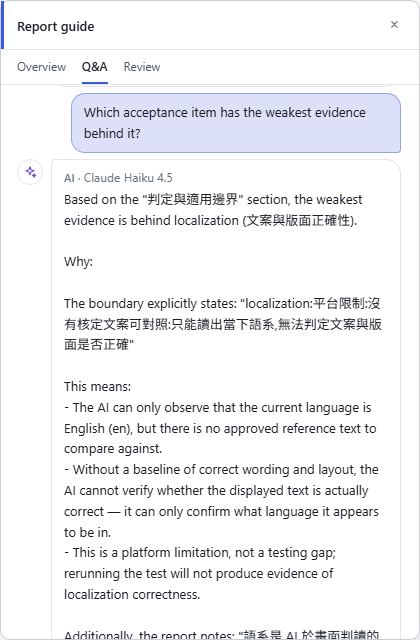 Report guide
×
Overview Q&A Review
Which acceptance item has the weakest evidence
behind it?
AI · Claude Haiku 4.5
Based on the "判定與適用邊界" section, the weakest
evidence is behind localization (文案與版面正確性).
Why:
The boundary explicitly states: "localization:平台限制:沒
有核定文案可對照:只能讀出當下語系,無法判定文案與版
面是否正確"
This means:
- The AI can only observe that the current language is
English (en), but there is no approved reference text to
compare against.
- Without a baseline of correct wording and layout, the
AI cannot verify whether the displayed text is actually
correct — it can only confirm what language it appears
to be in.
- This is a platform limitation, not a testing gap;
rerunning the test will not produce evidence of
localization correctness.
Additionally, the report notes: "語系是 AI 於畫面判讀的